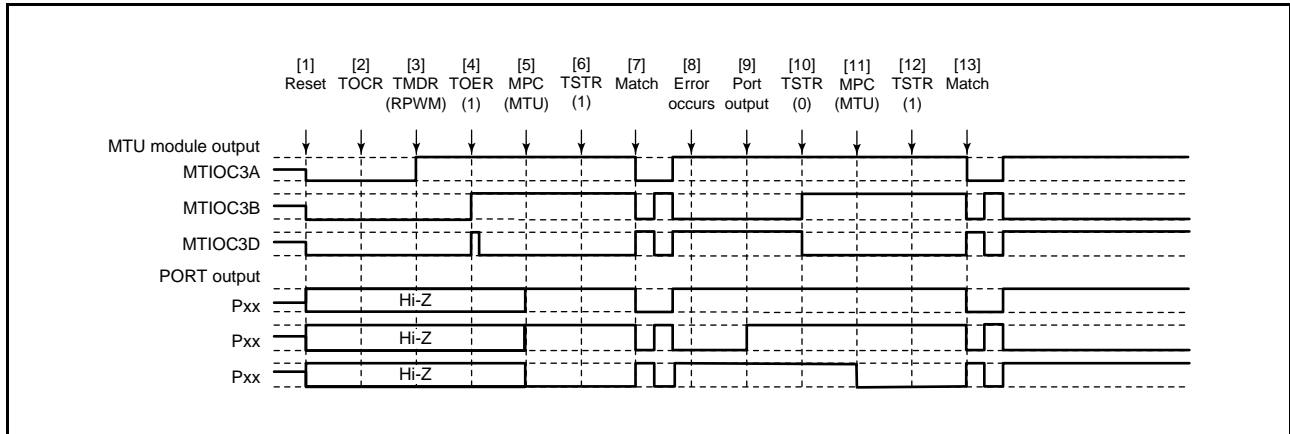 [1] [2] [3] [4] [5] [6] [7] [8] [9] [10] [11] [12] [13]
Reset TOCR TMDR TOER MPC TSTR Match Error Port TSTR MPC TSTR Match
(RPWM) (1) (MTU) (1) occurs output (0) (MTU) (1)
MTU module output
MTIOC3A
MTIOC3B
MTIOC3D
PORT output
Pxx Hi-Z
Pxx Hi-Z
Pxx Hi-Z